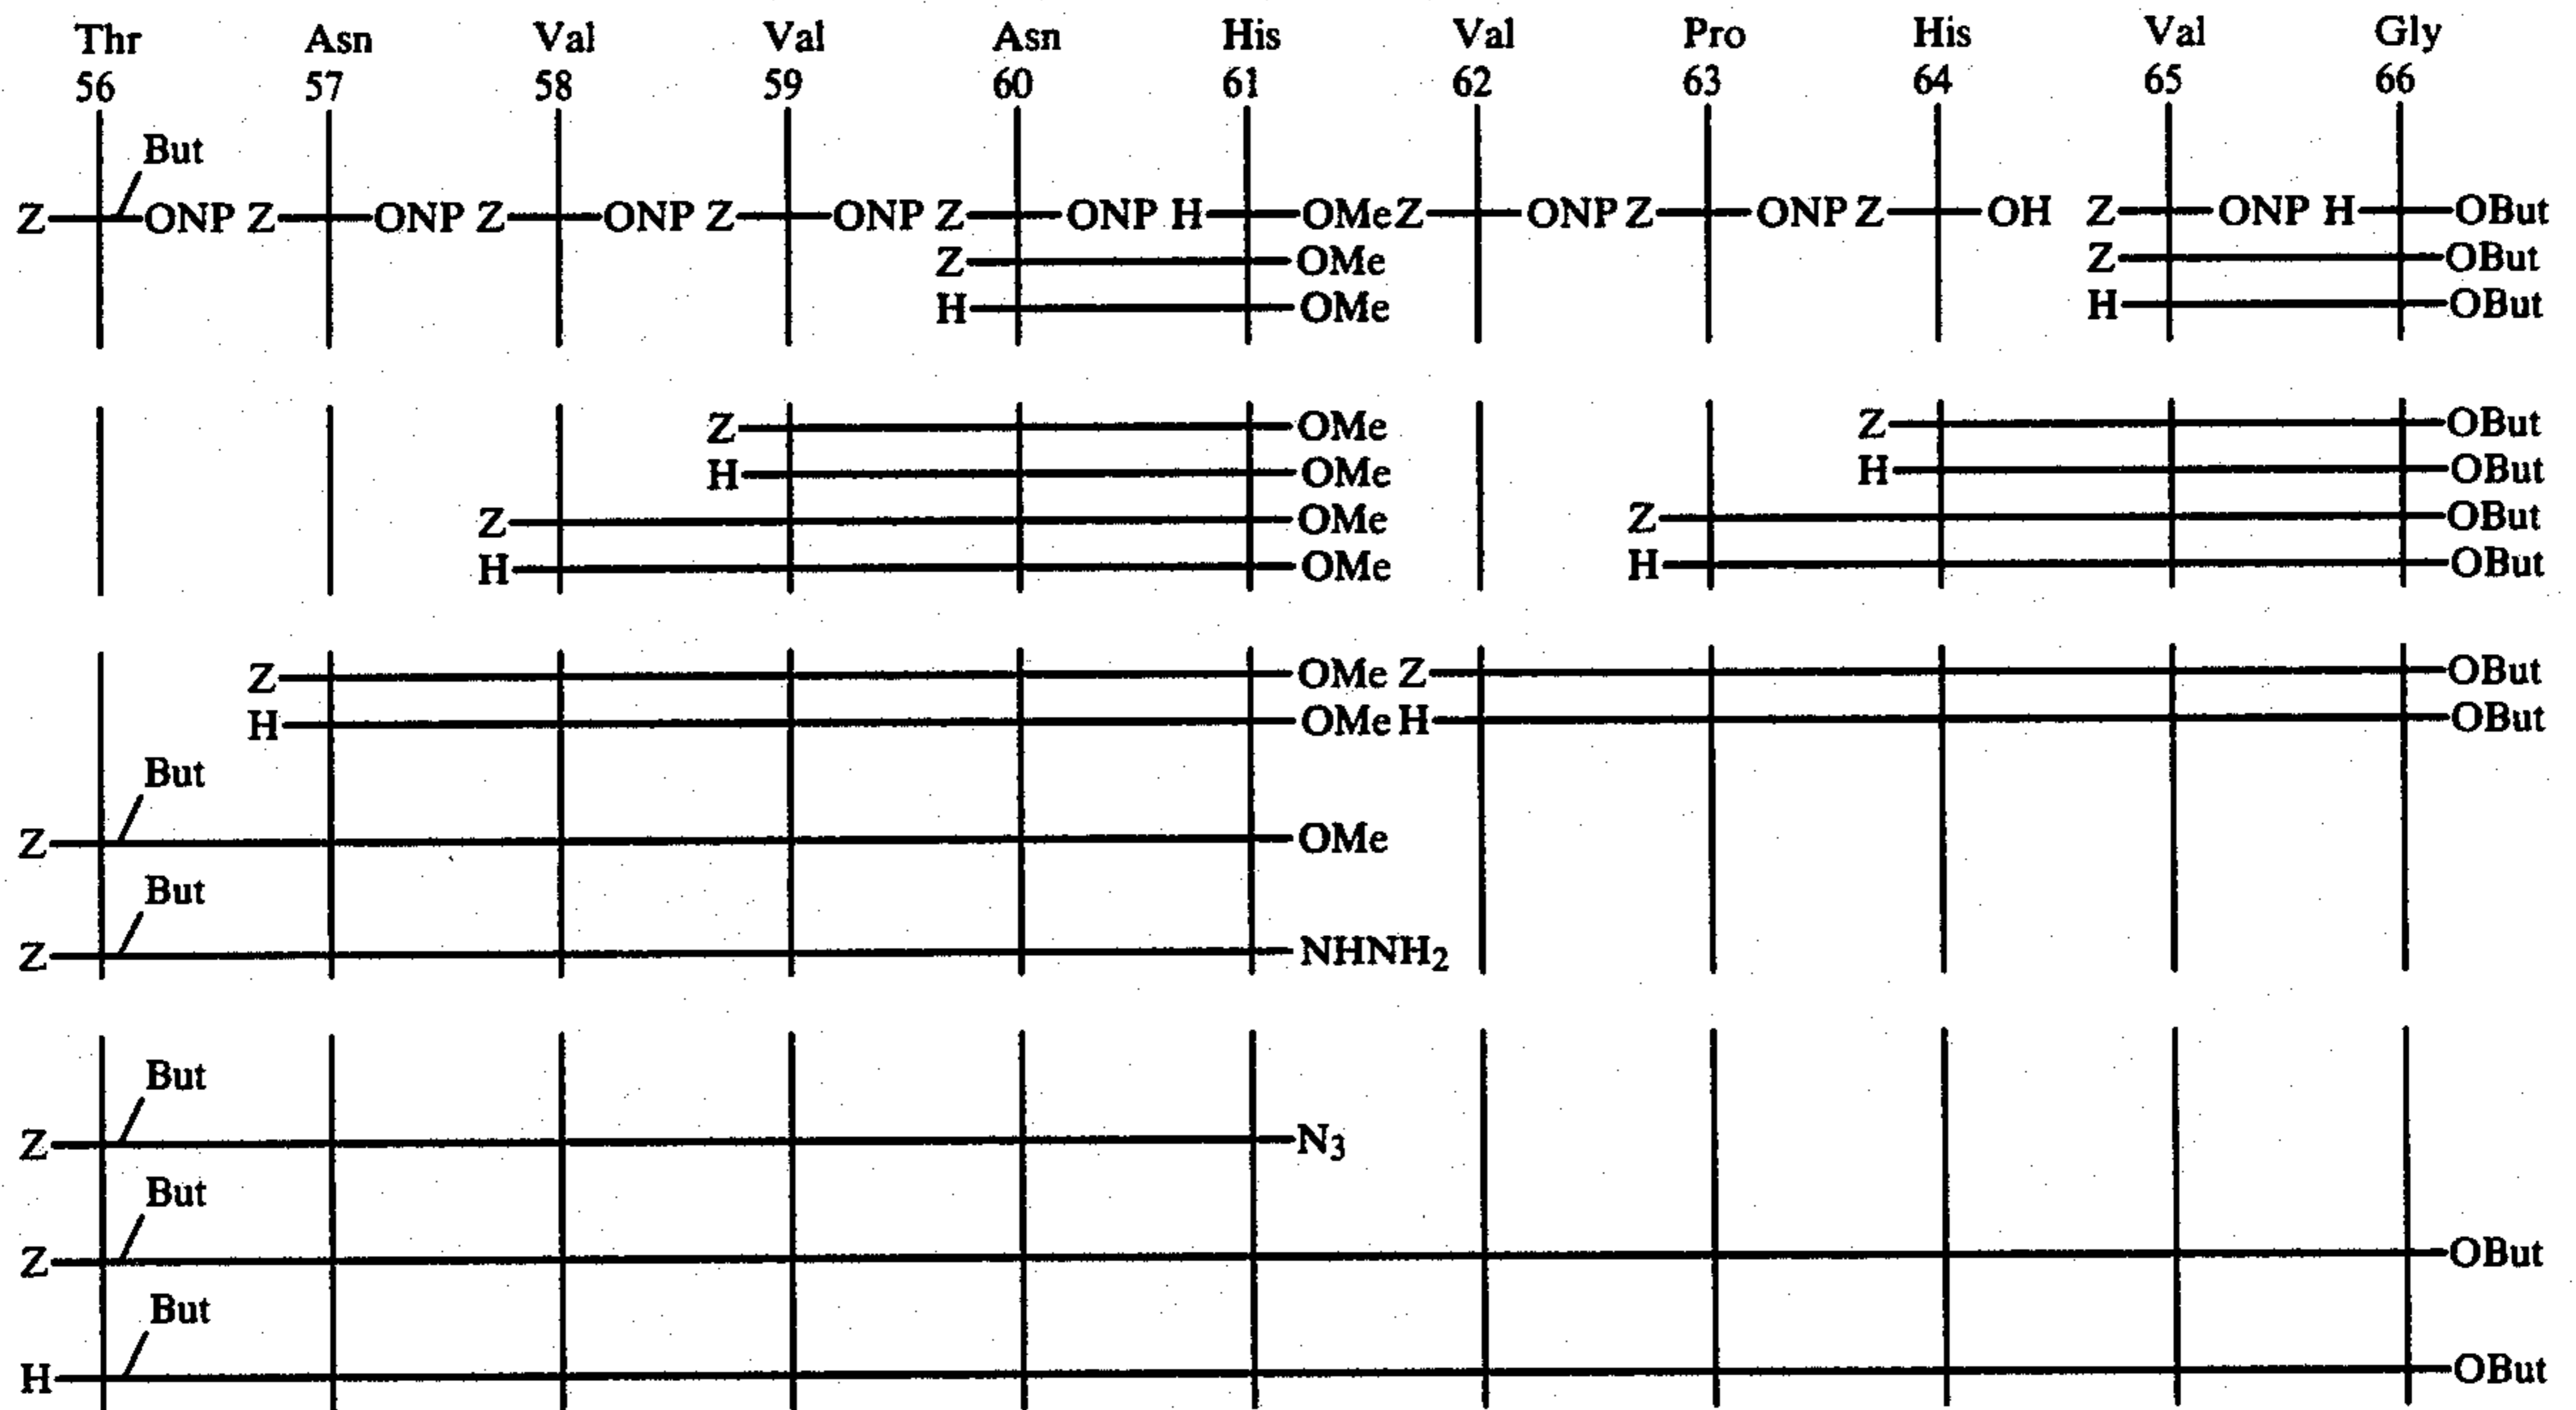 Thr Asn Val Val Asn His Val Pro His Val Gly
56 57 58 59 60 61 62 63 64 65 66
But
Z ONP Z ONP Z ONP Z ONP Z ONP H OMe Z ONP Z ONP Z OH Z ONP H OBut
Z OMe Z OBut
H OMe H OBut
Z OMe Z OBut
H OMe H OBut
Z OMe Z OBut
H OMe H OBut
Z OMe Z OBut
H OMe H OBut
But
Z OMe
But
Z NHNH2
But
Z N3
But
Z OBut
But
H OBut